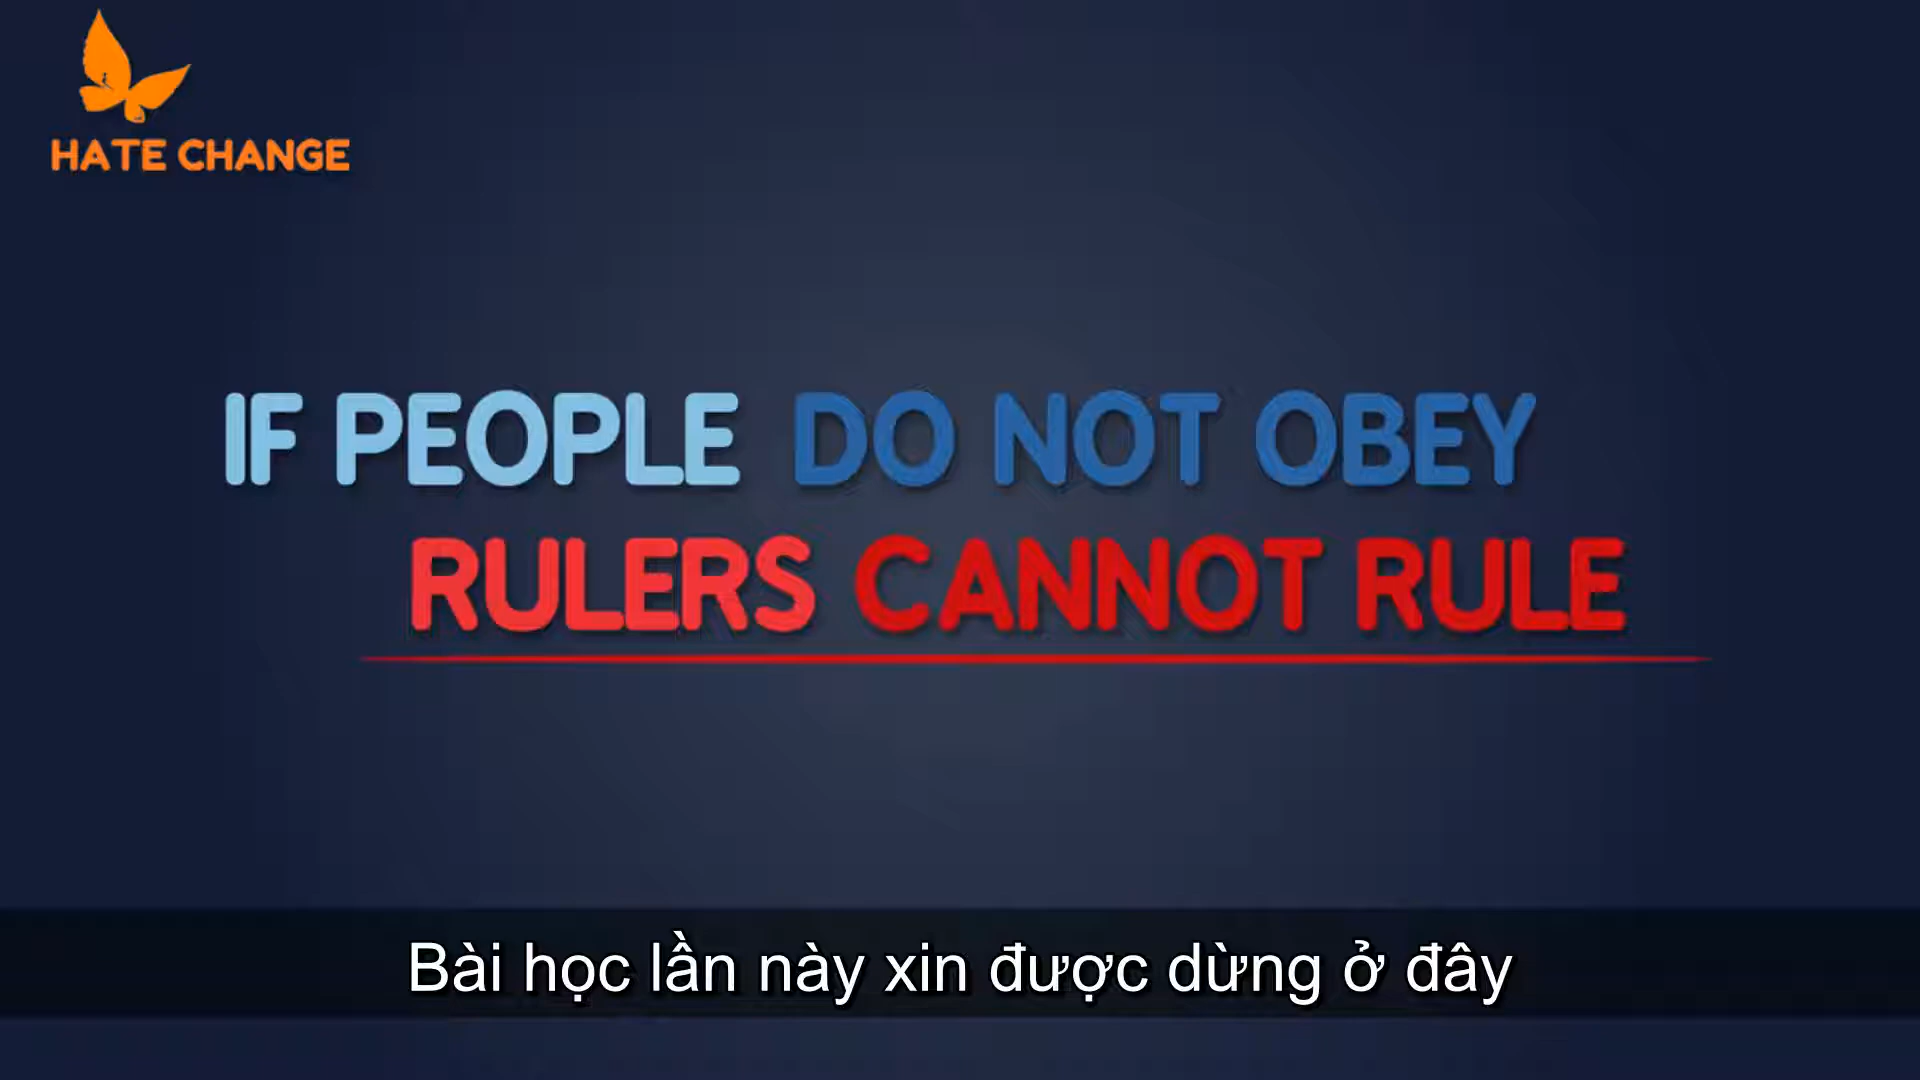 HATE CHANGE
IF PEOPLE DO NOT OBEY
RULERS CANNOT RULE
Bài học lần này xin được dừng ở đây